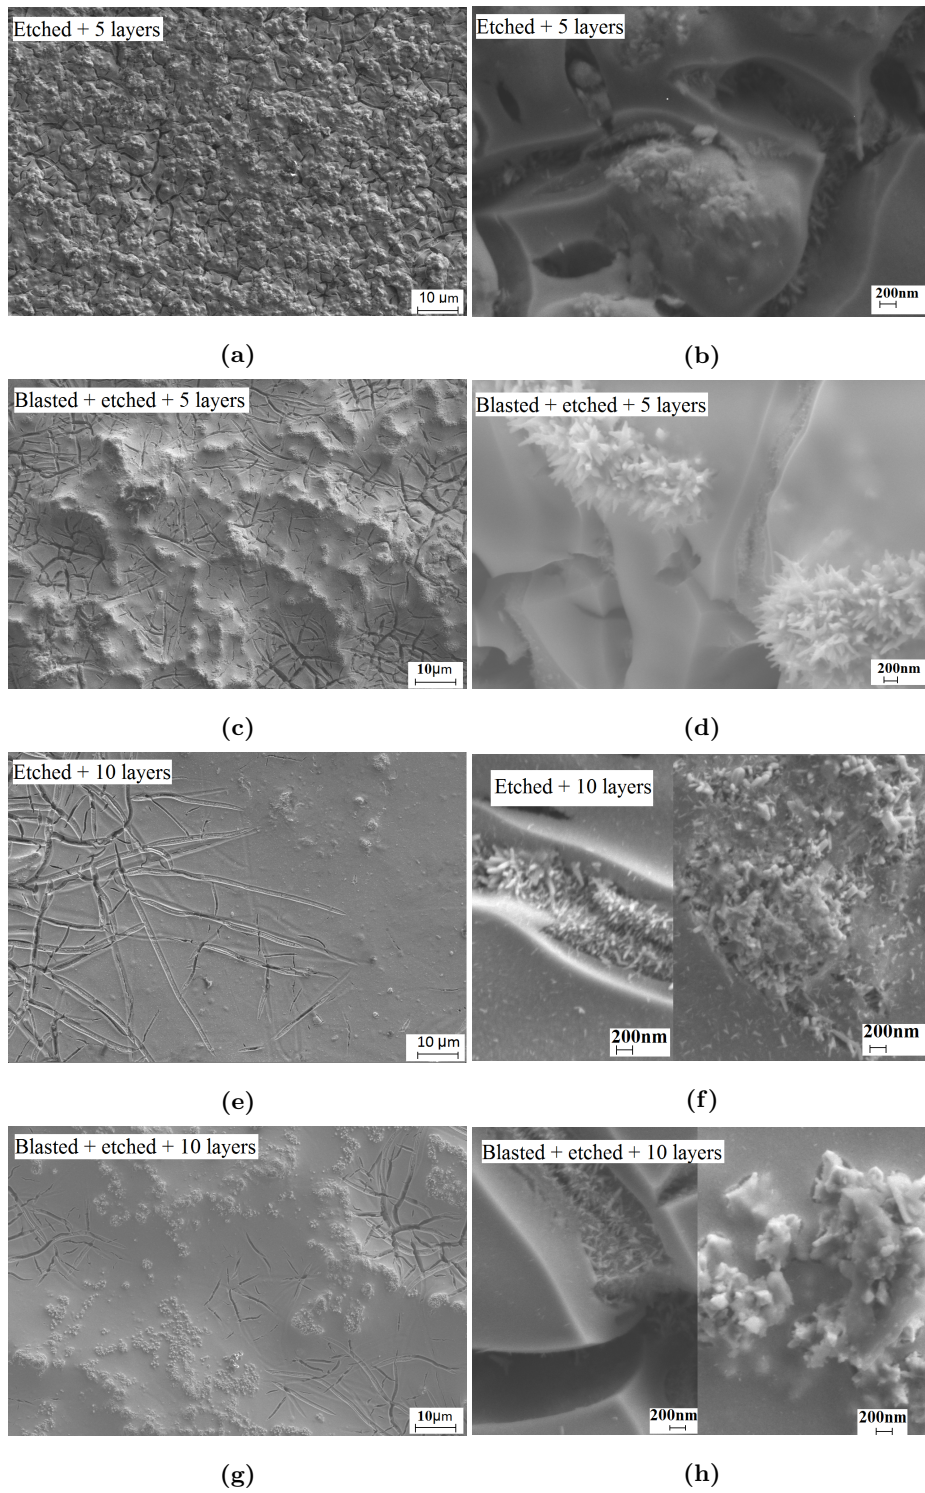 Etched + 5 layers
10 µm
(a)
Etched + 5 layers
200nm
(b)
Blasted + etched + 5 layers
10µm
(c)
Blasted + etched + 5 layers
200nm
(d)
Etched + 10 layers
10 µm
(e)
Etched + 10 layers
200nm
200nm
(f)
Blasted + etched + 10 layers
10µm
(g)
Blasted + etched + 10 layers
200nm
200nm
(h)